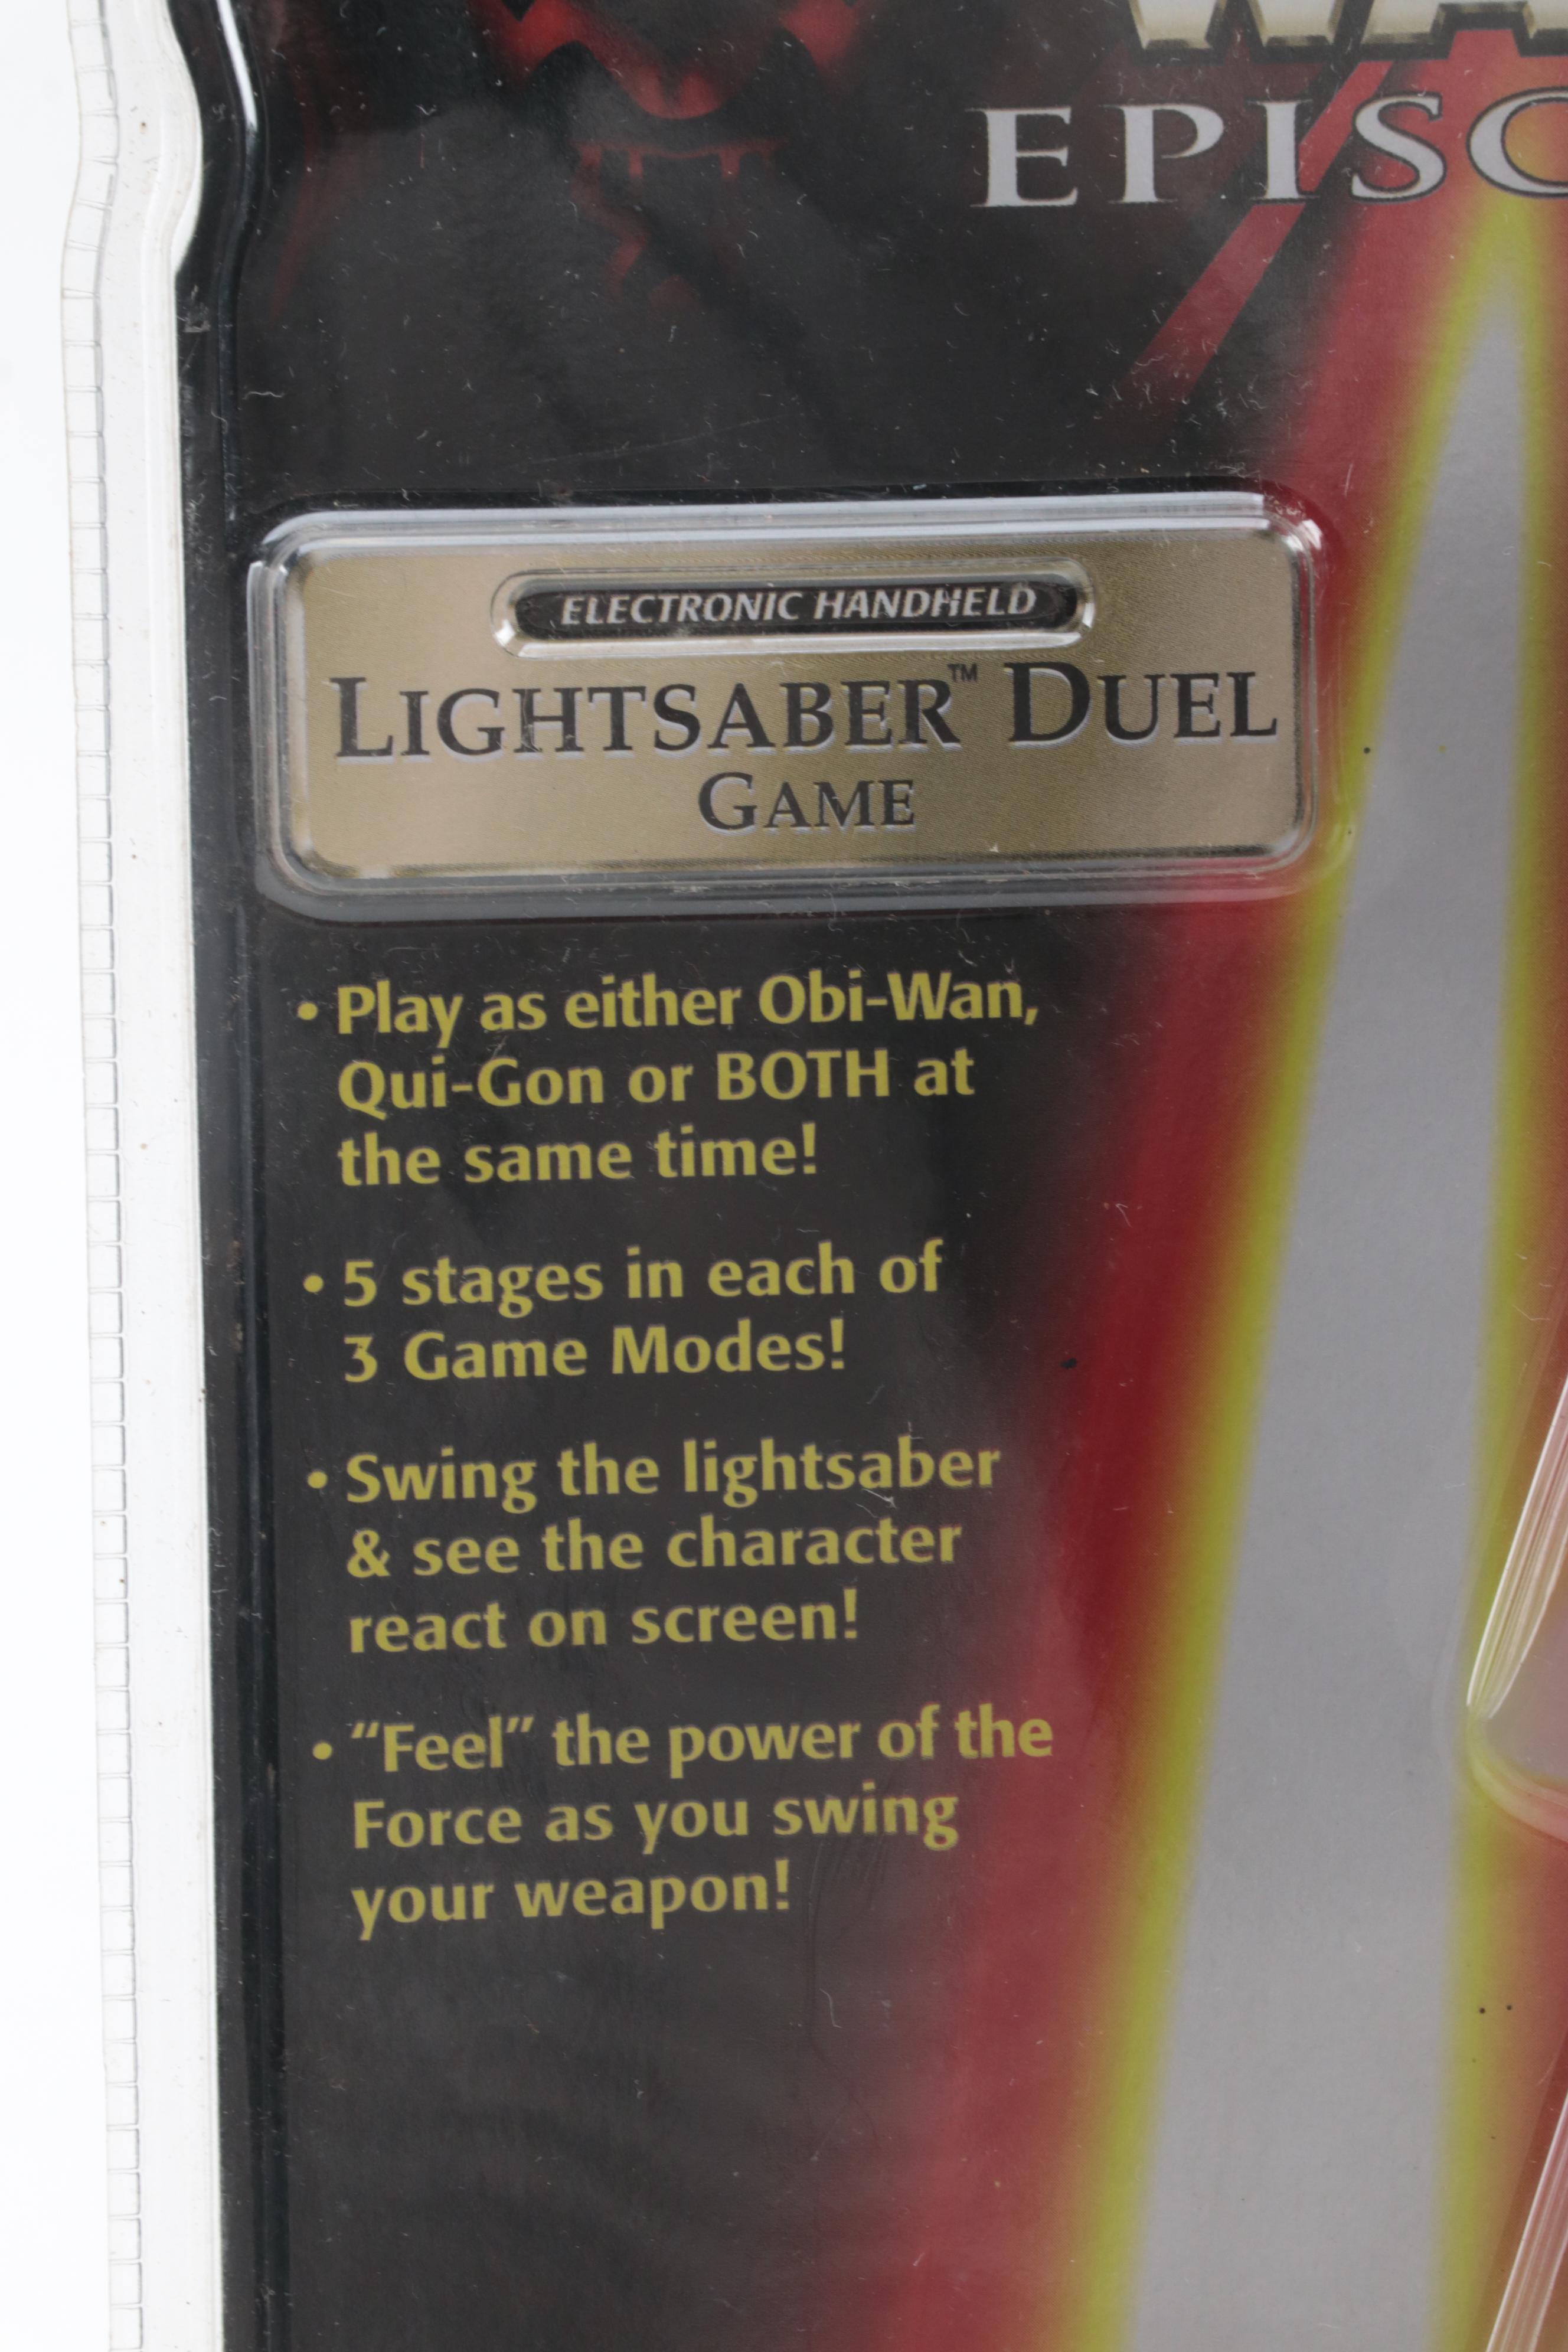 EPISO
ELECTRONIC HANDHELD
LIGHTSABER™ DUEL
GAME
• Play as either Obi-Wan,
Qui-Gon or BOTH at
the same time!
• 5 stages in each of
3 Game Modes!
• Swing the lightsaber
& see the character
react on screen!
• “Feel” the power of the
Force as you swing
your weapon!